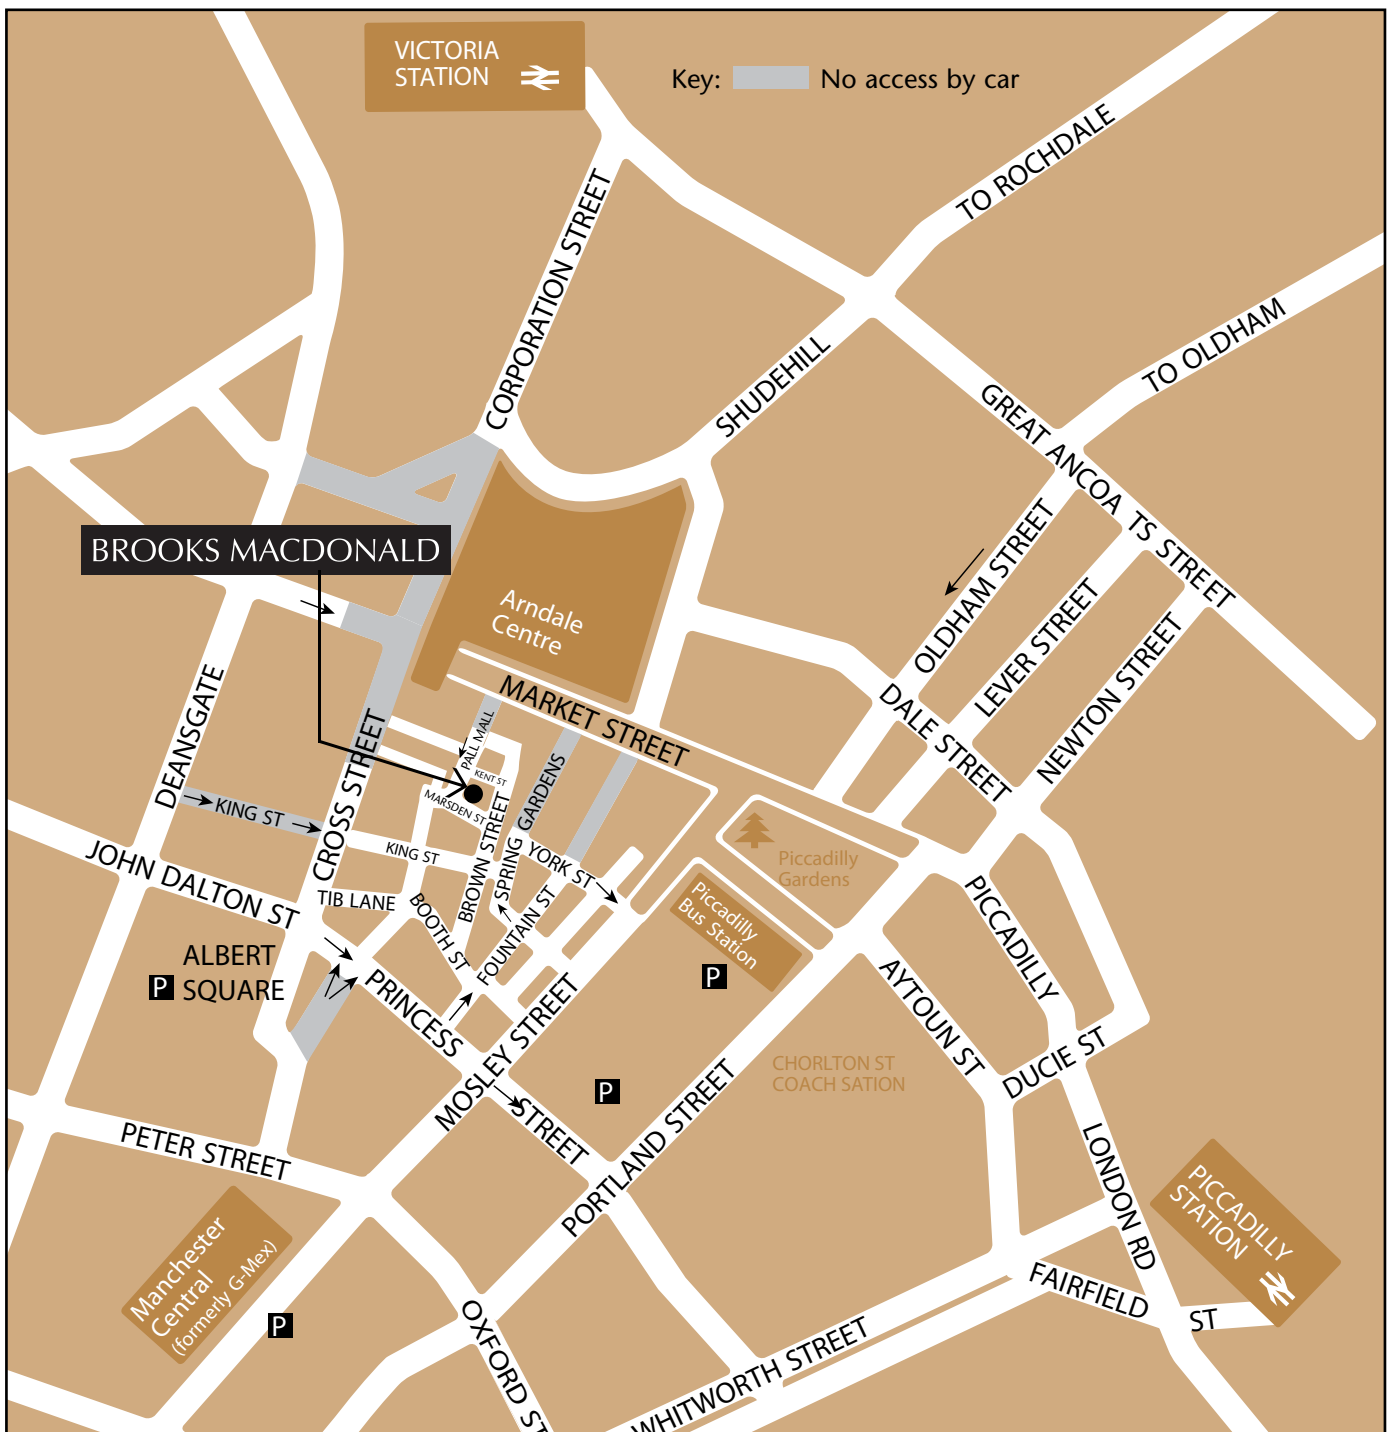 VICTORIA
STATION
Key:
No access by car
TO ROCHDALE
CORPORATION STREET
TO OLDHAM
SHUDEHILL
GREAT ANCOA TS STREET
BROOKS MACDONALD
Arndale
Centre
OLDHAM STREET
LEVER STREET
NEWTON STREET
DALE STREET
MARKET STREET
DEANSGATE
CROSS STREET
PALL MALL
KENT ST
MARSDEN ST
KING ST
KING ST
BROWN STREET
SPRING GARDENS
YORK ST
JOHN DALTON ST
TIB LANE
BOOTH ST
FOUNTAIN ST
Piccadilly
Gardens
Piccadilly
Bus Station
PICCADILLY
ALBERT
P SQUARE
P
PRINCESS STREET
MOSLEY STREET
AYTOUN ST
DUCIE ST
CHORLTON ST
COACH SATION
P
PORTLAND STREET
PETER STREET
LONDON RD
PICCADILLY
STATION
Manchester
Central
(formerly G-Mex)
P
OXFORD ST
FAIRFIELD ST
WHITWORTH STREET